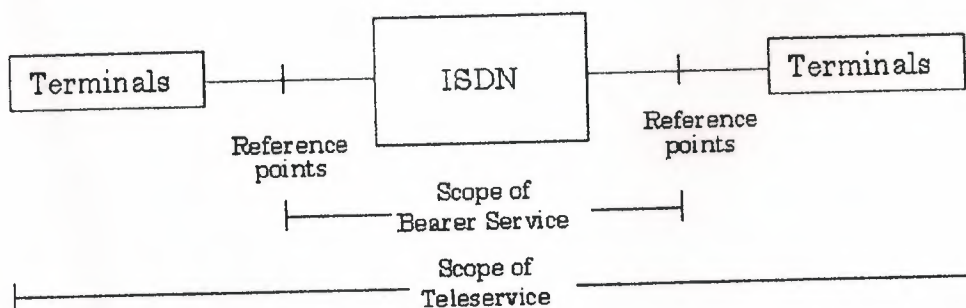 Terminals
ISDN
Terminals
Reference
points
Reference
points
Scope of
Bearer Service
Scope of
Teleservice